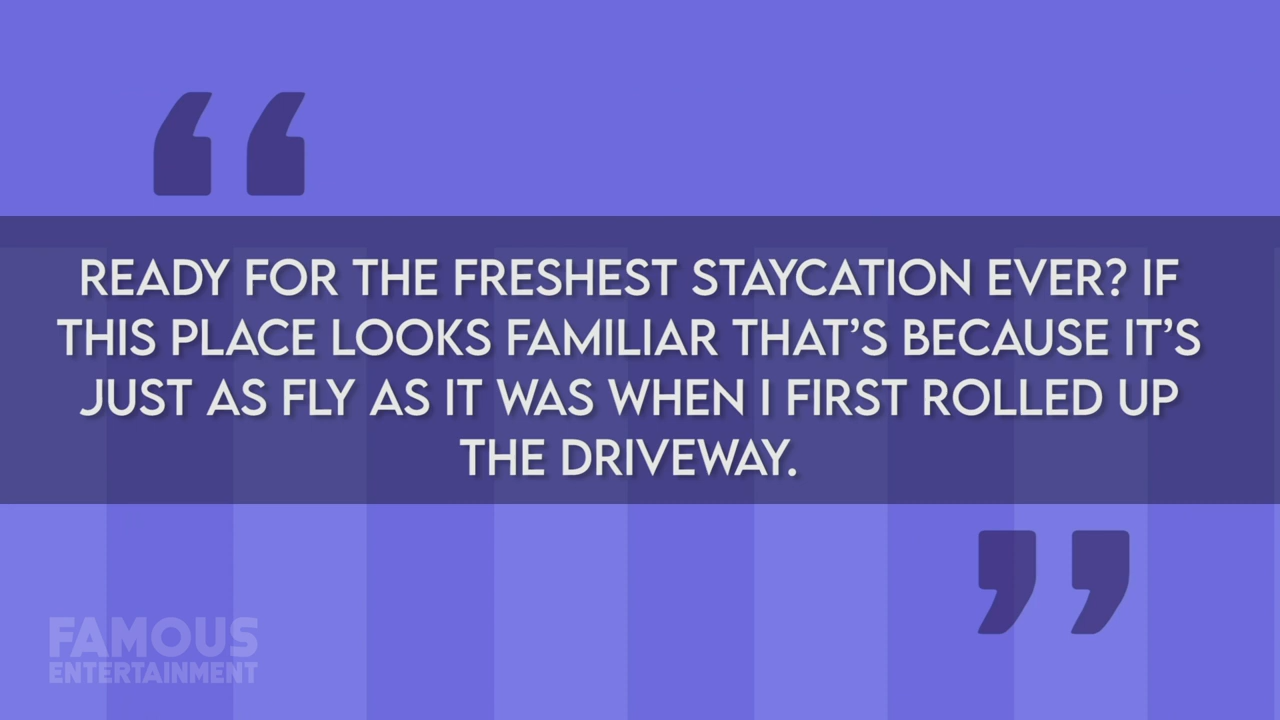 READY FOR THE FRESHEST STAYCATION EVER? IF
THIS PLACE LOOKS FAMILIAR THAT’S BECAUSE IT’S
JUST AS FLY AS IT WAS WHEN I FIRST ROLLED UP
THE DRIVEWAY.
FAMOUS
ENTERTAINMENT